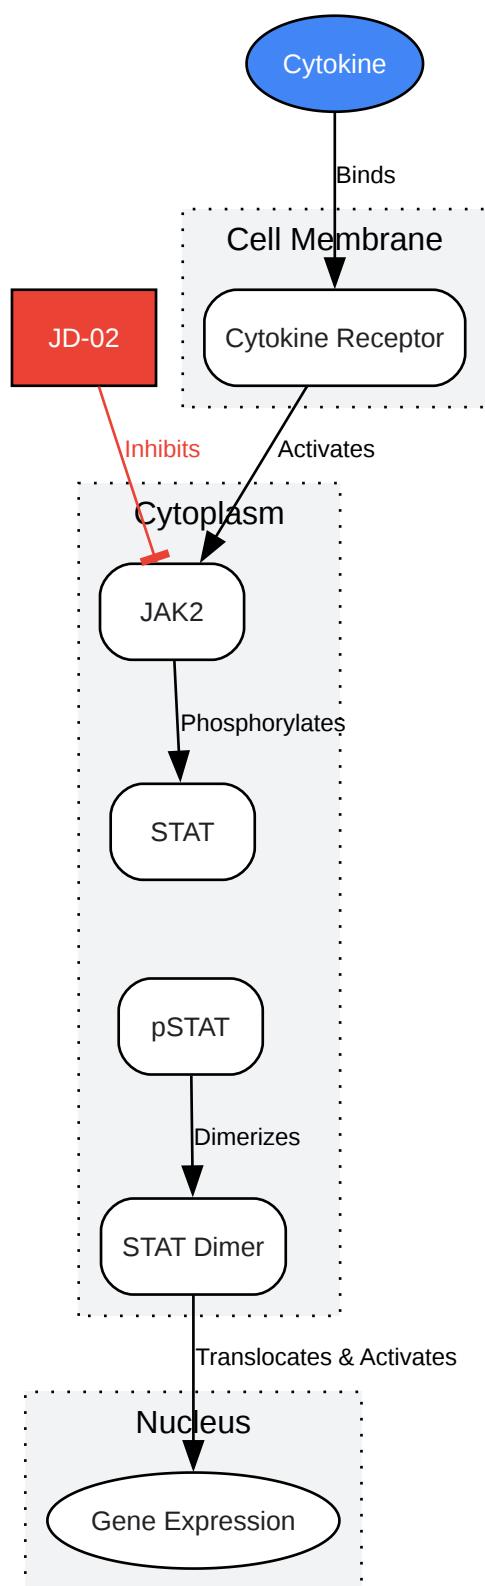 Cytokine
Binds
Cell Membrane
JD-02
Cytokine Receptor
Inhibits
Activates
Cytoplasm
JAK2
Phosphorylates
STAT
pSTAT
Dimerizes
STAT Dimer
Translocates & Activates
Nucleus
Gene Expression